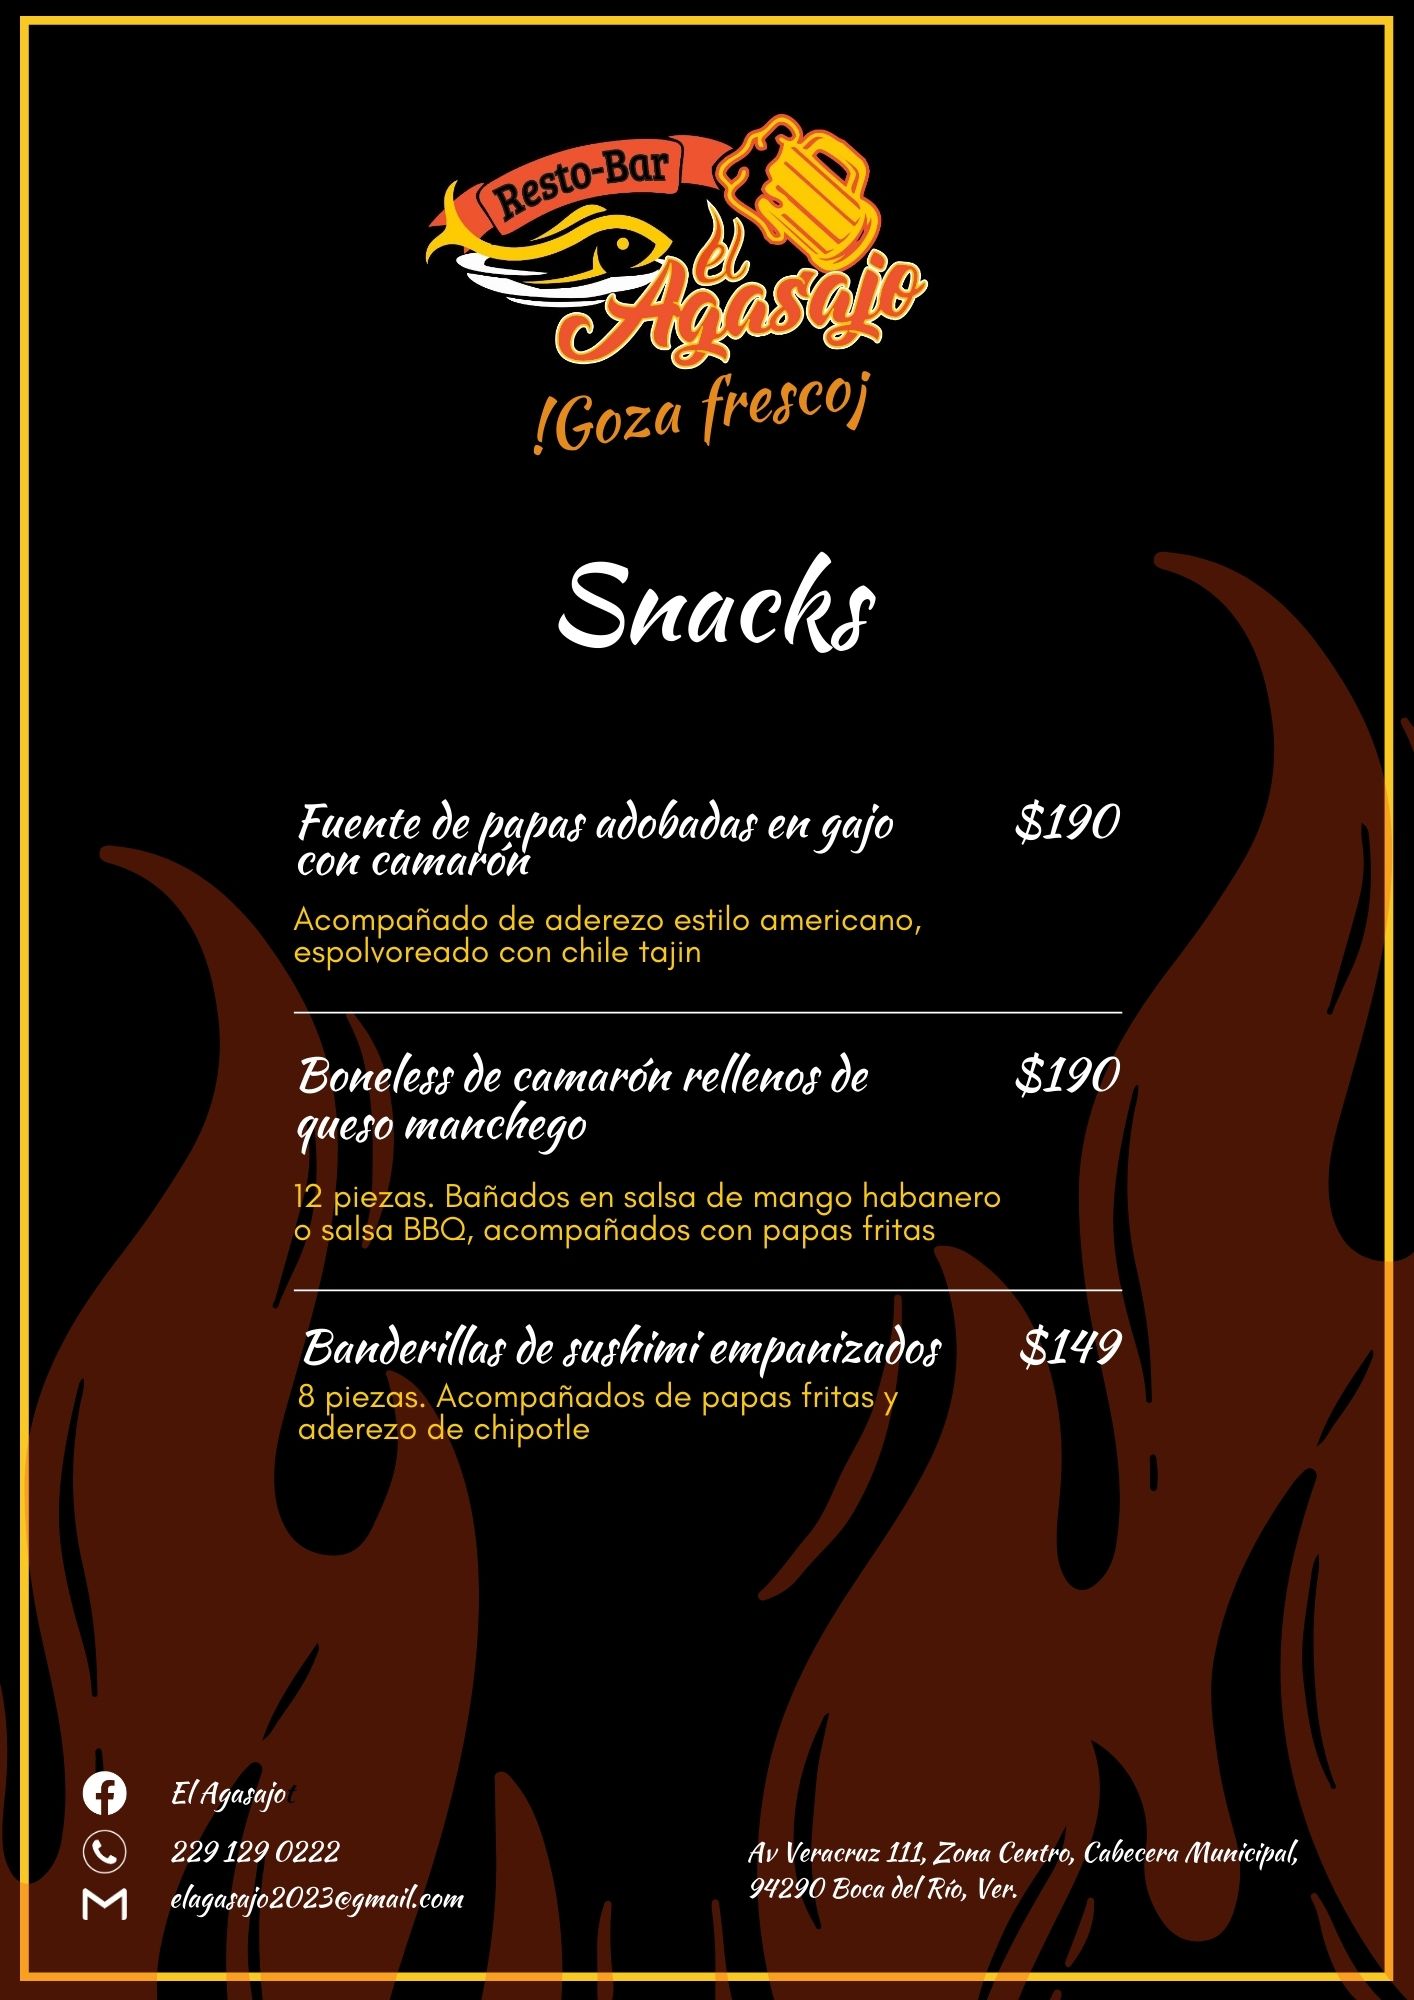 Resto-Bar
el
Agasajo
!Goza fresco¡
Snacks
Fuente de papas adobadas en gajo $190
con camarón
Acompañado de aderezo estilo americano,
espolvoreado con chile tajin
Boneless de camarón rellenos de $190
queso manchego
12 piezas. Bañados en salsa de mango habanero
o salsa BBQ, acompañados con papas fritas
Banderillas de sushimi empanizados $149
8 piezas. Acompañados de papas fritas y
aderezo de chipotle
El Agasajot
229 129 0222
elagasajo2023@gmail.com
Av Veracruz 111, Zona Centro, Cabecera Municipal,
94290 Boca del Río, Ver.